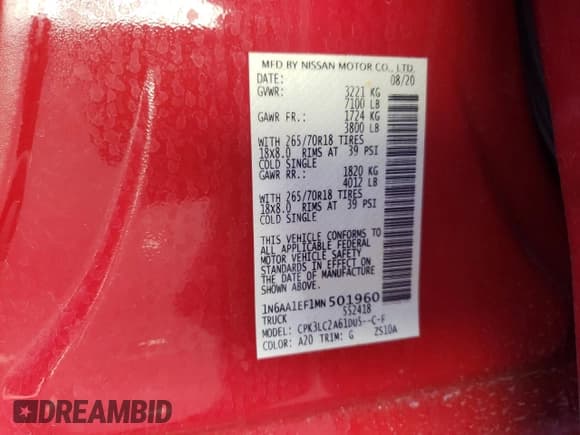 MFD BY NISSAN MOTOR CO., LTD.
DATE: 08/20
GVWR: 3221 KG
7100 LB
GAWR FR.: 1724 KG
3800 LB
WITH 265/70R18 TIRES
18x8.0 RIMS AT 39 PSI
COLD SINGLE
GAWR RR.: 1820 KG
4012 LB
WITH 265/70R18 TIRES
18x8.0 RIMS AT 39 PSI
COLD SINGLE
THIS VEHICLE CONFORMS TO
ALL APPLICABLE FEDERAL
MOTOR VEHICLE SAFETY
STANDARDS IN EFFECT ON
THE DATE OF MANUFACTURE
SHOWN ABOVE.
1N6AA1EF1MN501960
TRUCK 552418
MODEL: CPK3LC2A61DU5--C-F
COLOR: A20 TRIM: G ZS10A
DREAMBID